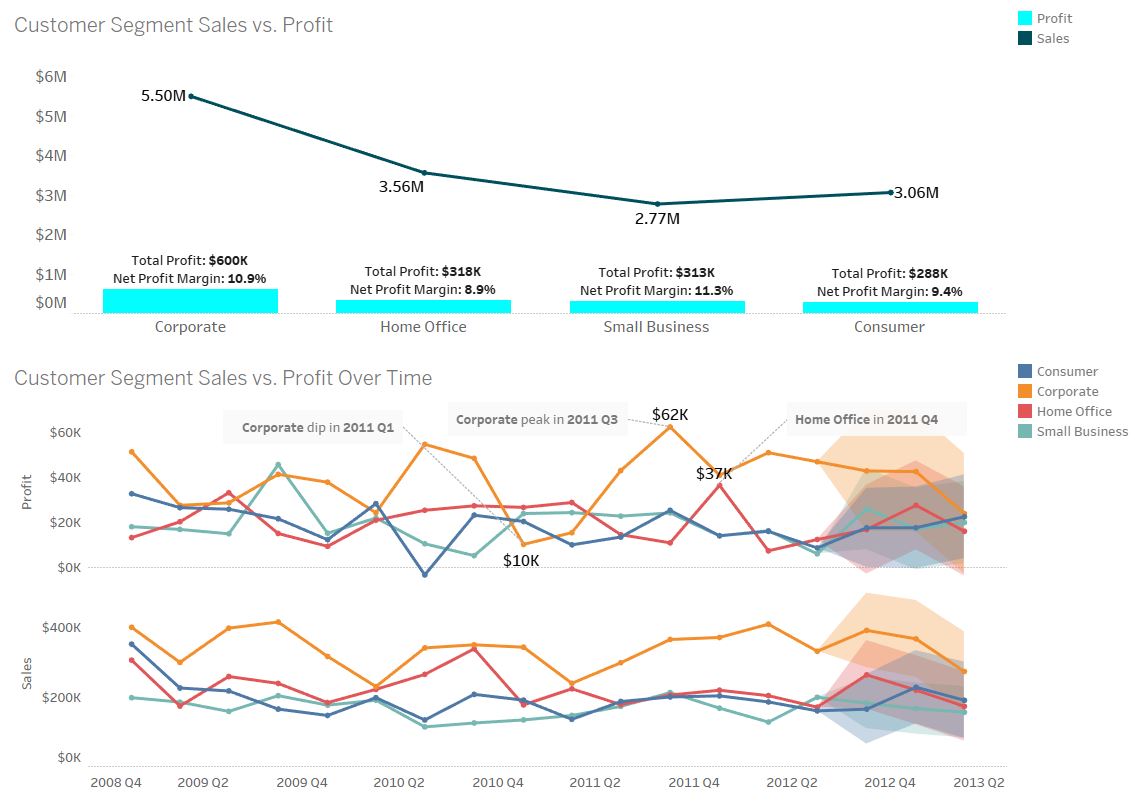 Customer Segment Sales vs. Profit
Profit
Sales
$6M
$5M
$4M
$3M
$2M
$1M
$0M
5.50M
3.56M
2.77M
3.06M
Total Profit: $600K
Net Profit Margin: 10.9%
Total Profit: $318K
Net Profit Margin: 8.9%
Total Profit: $313K
Net Profit Margin: 11.3%
Total Profit: $288K
Net Profit Margin: 9.4%
Corporate
Home Office
Small Business
Consumer
Customer Segment Sales vs. Profit Over Time
Consumer
Corporate
Home Office
Small Business
Corporate dip in 2011 Q1
Corporate peak in 2011 Q3
$62K
Home Office in 2011 Q4
$37K
$10K
Profit
$60K
$40K
$20K
$0K
Sales
$400K
$200K
$0K
2008 Q4
2009 Q2
2009 Q4
2010 Q2
2010 Q4
2011 Q2
2011 Q4
2012 Q2
2012 Q4
2013 Q2